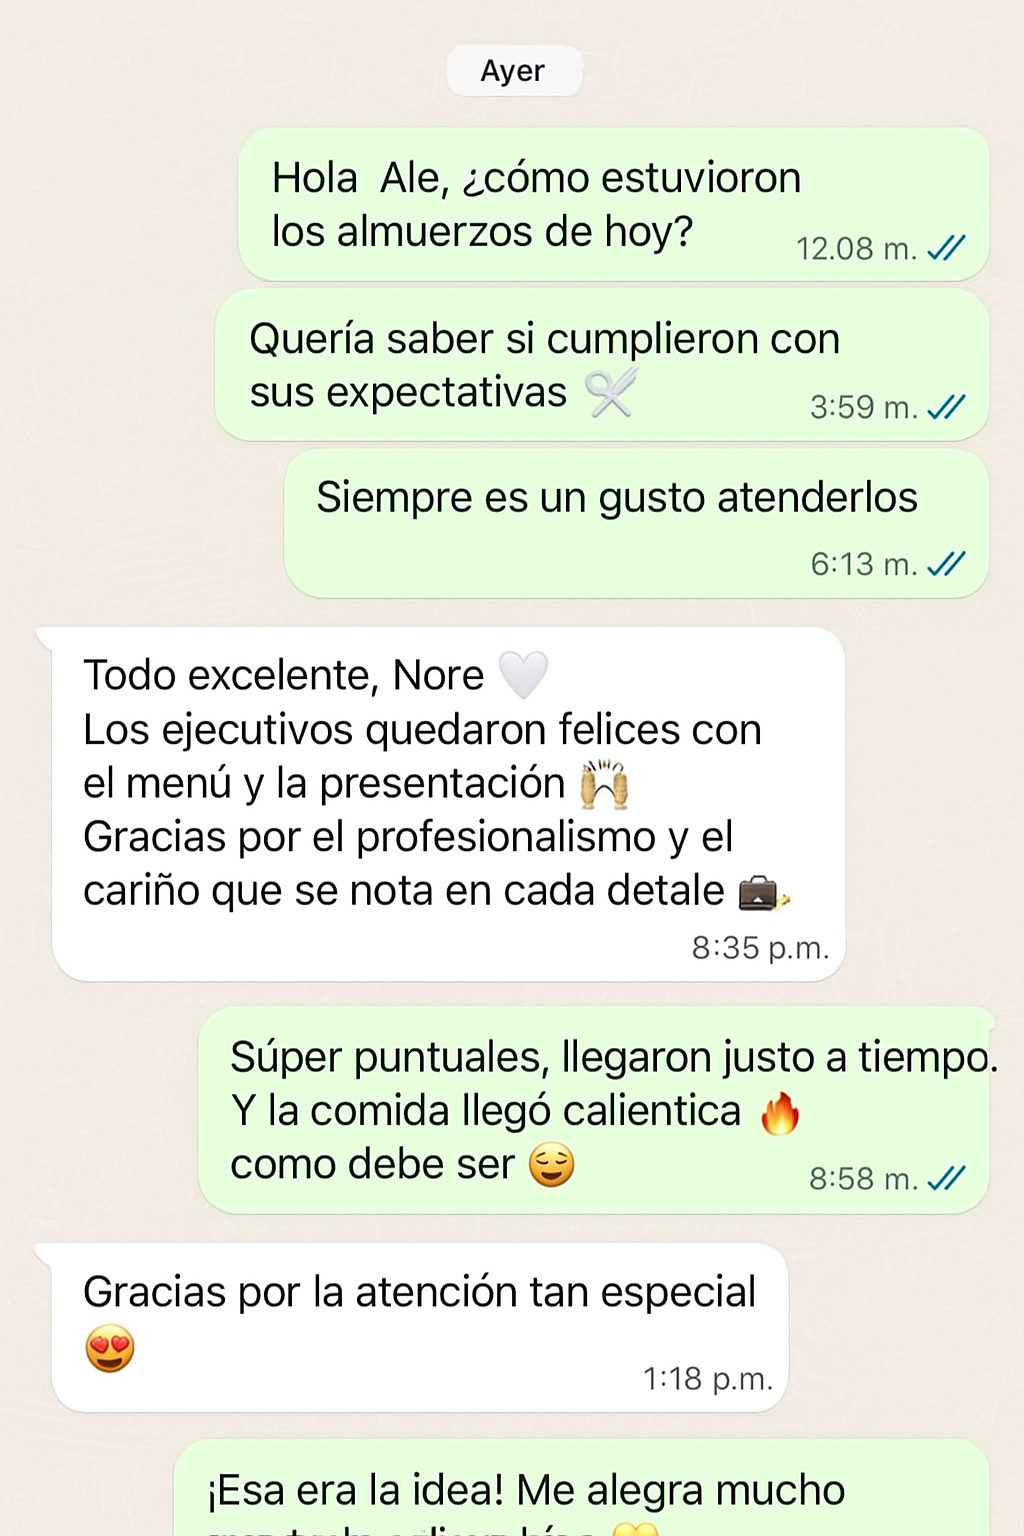 Ayer
Hola Ale, ¿cómo estuvioron
los almuerzos de hoy?
12.08 m.
Quería saber si cumplieron con
sus expectativas
3:59 m.
Siempre es un gusto atenderlos
6:13 m.
Todo excelente, Nore 🤍
Los ejecutivos quedaron felices con
el menú y la presentación 🙌
Gracias por el profesionalismo y el
cariño que se nota en cada detale 💼
8:35 p.m.
Súper puntuales, llegaron justo a tiempo.
Y la comida llegó calientica 🔥
como debe ser 😌
8:58 m.
Gracias por la atención tan especial
😍
1:18 p.m.
¡Esa era la idea! Me alegra mucho